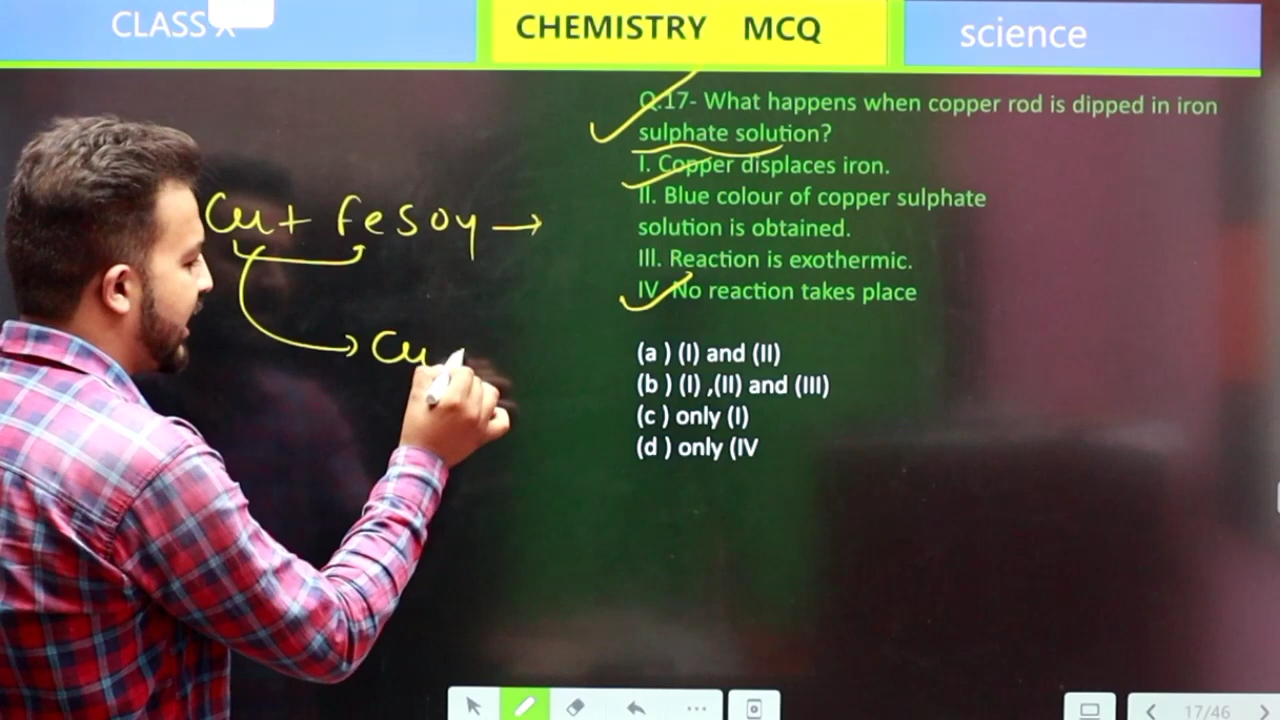 CLASS X
CHEMISTRY MCQ
science
Q.17- What happens when copper rod is dipped in iron
sulphate solution?
I. Copper displaces iron.
II. Blue colour of copper sulphate
solution is obtained.
III. Reaction is exothermic.
IV. No reaction takes place
(a ) (I) and (II)
(b ) (I) ,(II) and (III)
(c ) only (I)
(d ) only (IV
Cu + FeSO4 →
Cu
17/46